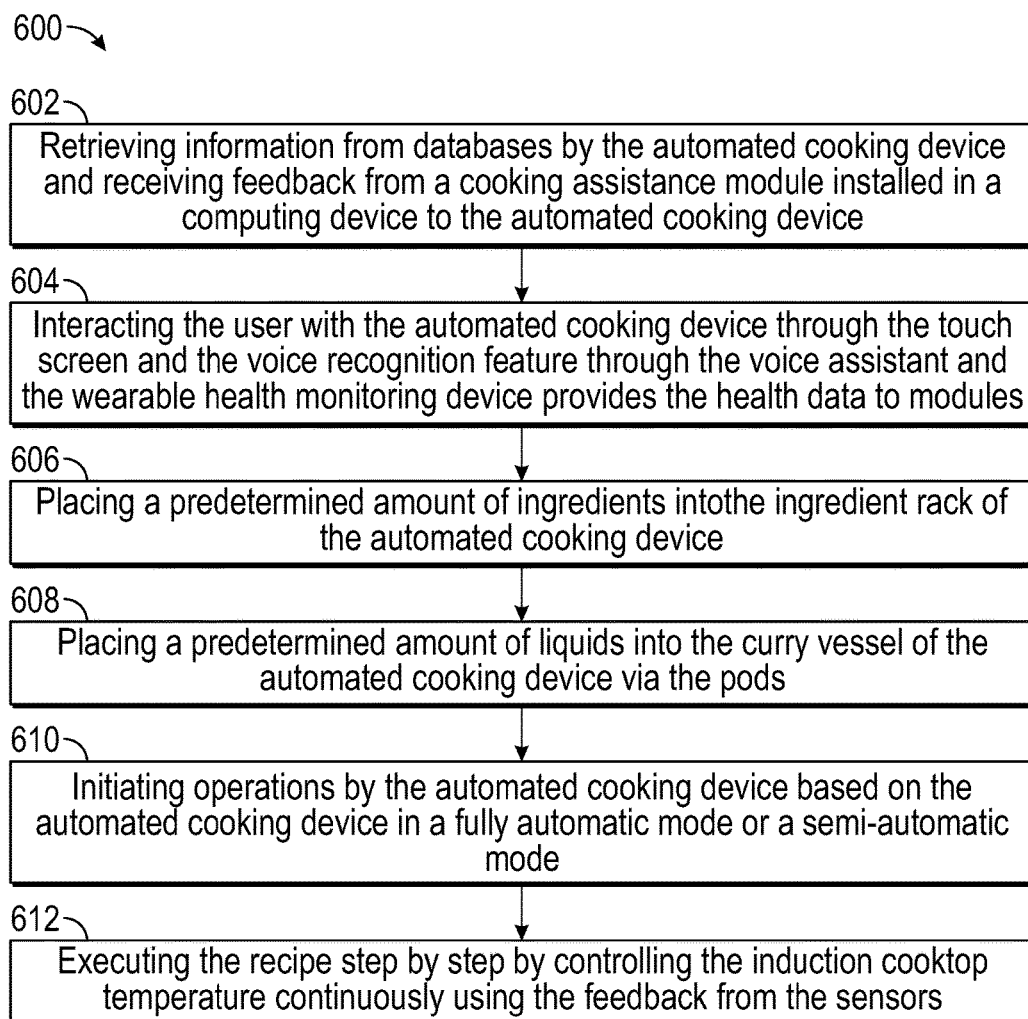 600
602
Retrieving information from databases by the automated cooking device
and receiving feedback from a cooking assistance module installed in a
computing device to the automated cooking device
604
Interacting the user with the automated cooking device through the touch
screen and the voice recognition feature through the voice assistant and
the wearable health monitoring device provides the health data to modules
606
Placing a predetermined amount of ingredients intothe ingredient rack of
the automated cooking device
608
Placing a predetermined amount of liquids into the curry vessel of the
automated cooking device via the pods
610
Initiating operations by the automated cooking device based on the
automated cooking device in a fully automatic mode or a semi-automatic
mode
612
Executing the recipe step by step by controlling the induction cooktop
temperature continuously using the feedback from the sensors